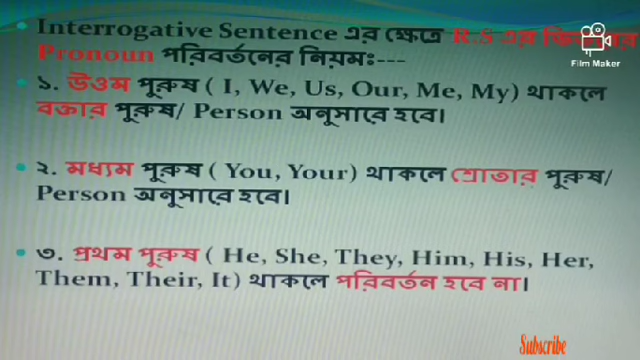 Interrogative Sentence এর ক্ষেত্রে R.S এর
Pronoun পরিবর্তনের নিয়মঃ---
১. উওম পুরুষ ( I, We, Us, Our, Me, My) থাকলে
বক্তার পুরুষ/ Person অনুসারে হবে।
২. মধ্যম পুরুষ ( You, Your) থাকলে শ্রোতার পুরুষ/
Person অনুসারে হবে।
৩. প্রথম পুরুষ ( He, She, They, Him, His, Her,
Them, Their, It) থাকলে পরিবর্তন হবে না।
Film Maker
Subscribe